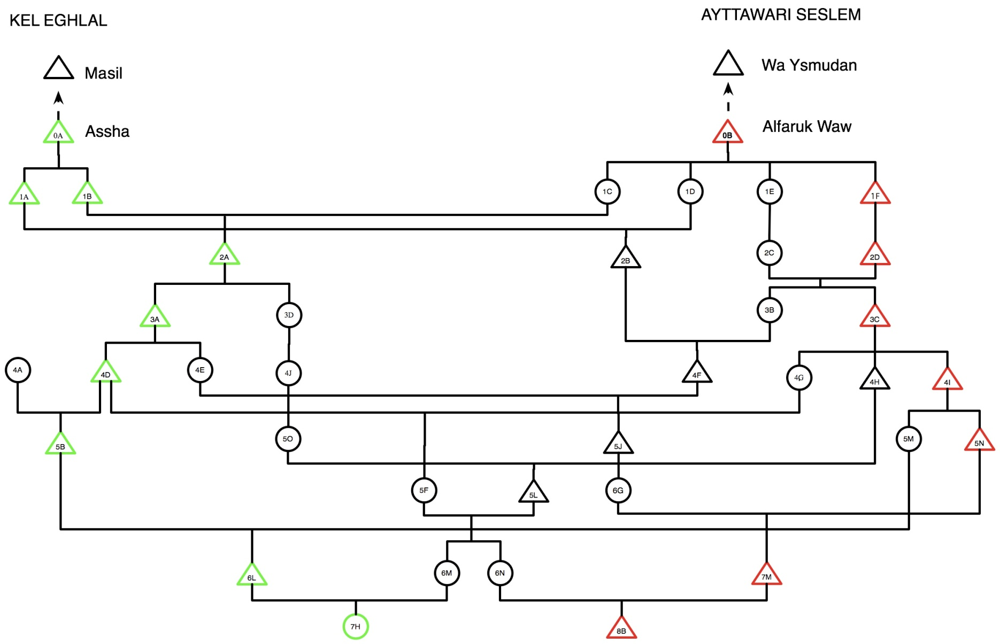 KEL EGHLAL
AYTTAWARI SESLEM
Masil
Wa Ysmudan
0A Assha
0B Alfaruk Waw
1A
1B
1C
1D
1E
1F
2A
2B
2C
2D
3A
3D
3B
3C
4A
4D
4E
4J
4F
4G
4H
4I
5B
5O
5J
5M
5N
5F
5L
6G
6L
6M
6N
7M
7H
8B